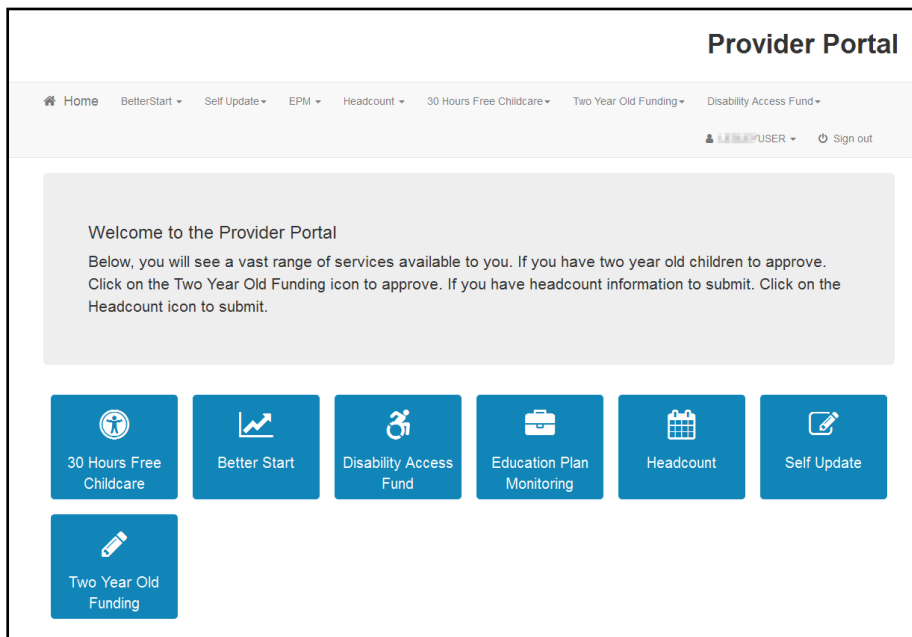 Provider Portal
Home BetterStart Self Update EPM Headcount 30 Hours Free Childcare Two Year Old Funding Disability Access Fund
USER Sign out
Welcome to the Provider Portal
Below, you will see a vast range of services available to you. If you have two year old children to approve.
Click on the Two Year Old Funding icon to approve. If you have headcount information to submit. Click on the
Headcount icon to submit.
30 Hours Free
Childcare
Better Start
Disability Access
Fund
Education Plan
Monitoring
Headcount
Self Update
Two Year Old
Funding